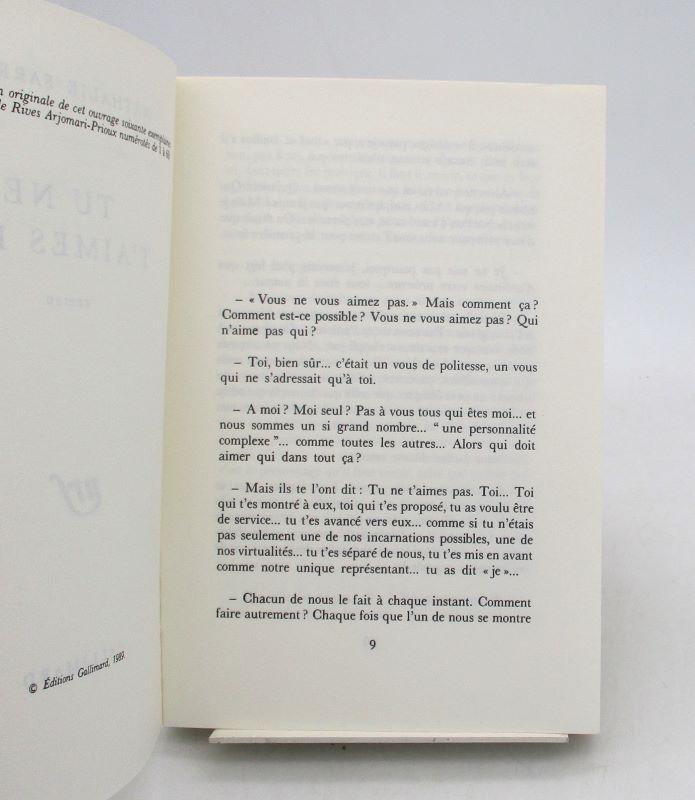 n originale de cet ouvrage soixante exemplaires
de Rives Arjomari-Prioux numérotés de 1 à 60
© Éditions Gallimard, 1989.
– « Vous ne vous aimez pas. » Mais comment ça ?
Comment est-ce possible ? Vous ne vous aimez pas ? Qui
n'aime pas qui ?
– Toi, bien sûr... c'était un vous de politesse, un vous
qui ne s'adressait qu'à toi.
– A moi ? Moi seul ? Pas à vous tous qui êtes moi... et
nous sommes un si grand nombre... “ une personnalité
complexe ”... comme toutes les autres... Alors qui doit
aimer qui dans tout ça ?
– Mais ils te l'ont dit : Tu ne t'aimes pas. Toi... Toi
qui t'es montré à eux, toi qui t'es proposé, tu as voulu être
de service... tu t'es avancé vers eux... comme si tu n'étais
pas seulement une de nos incarnations possibles, une de
nos virtualités... tu t'es séparé de nous, tu t'es mis en avant
comme notre unique représentant... tu as dit « je »...
– Chacun de nous le fait à chaque instant. Comment
faire autrement ? Chaque fois que l'un de nous se montre
9